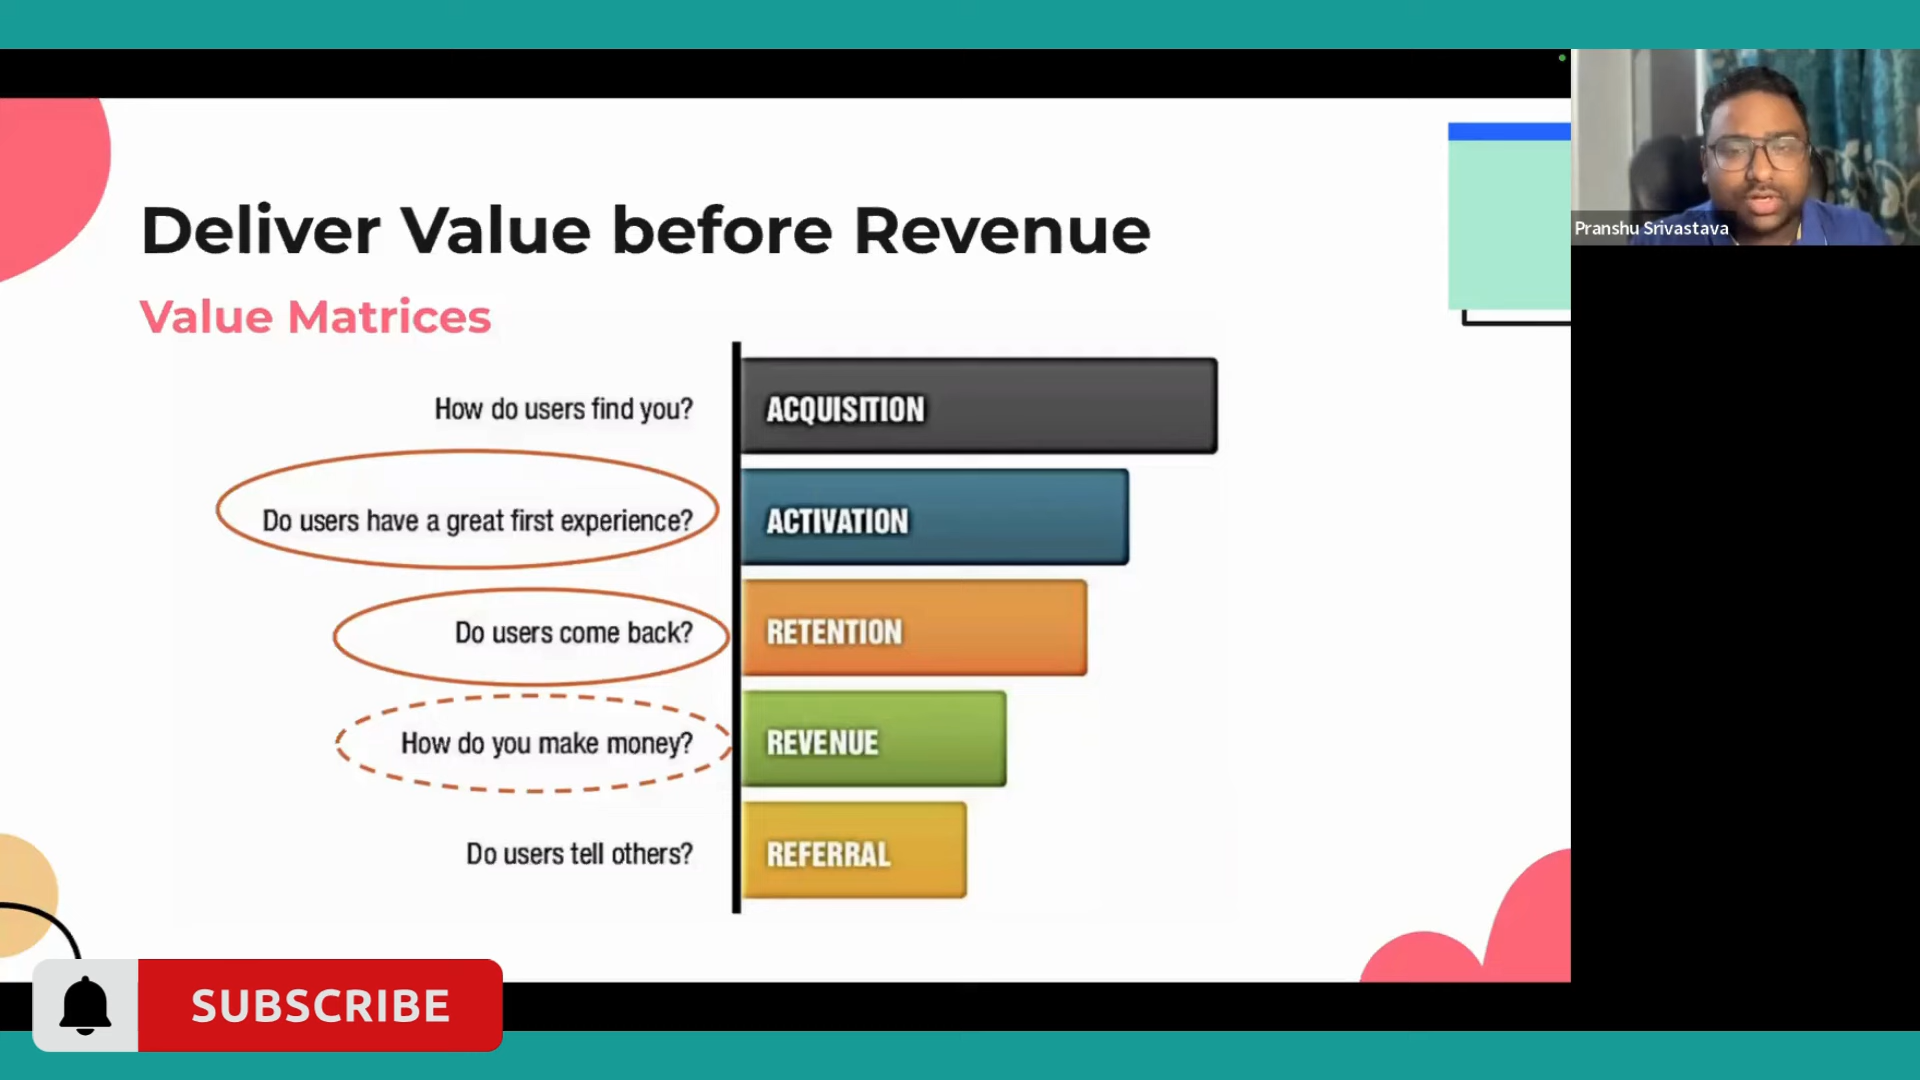 Deliver Value before Revenue
Value Matrices
How do users find you?
ACQUISITION
Do users have a great first experience?
ACTIVATION
Do users come back?
RETENTION
How do you make money?
REVENUE
Do users tell others?
REFERRAL
Pranshu Srivastava
SUBSCRIBE